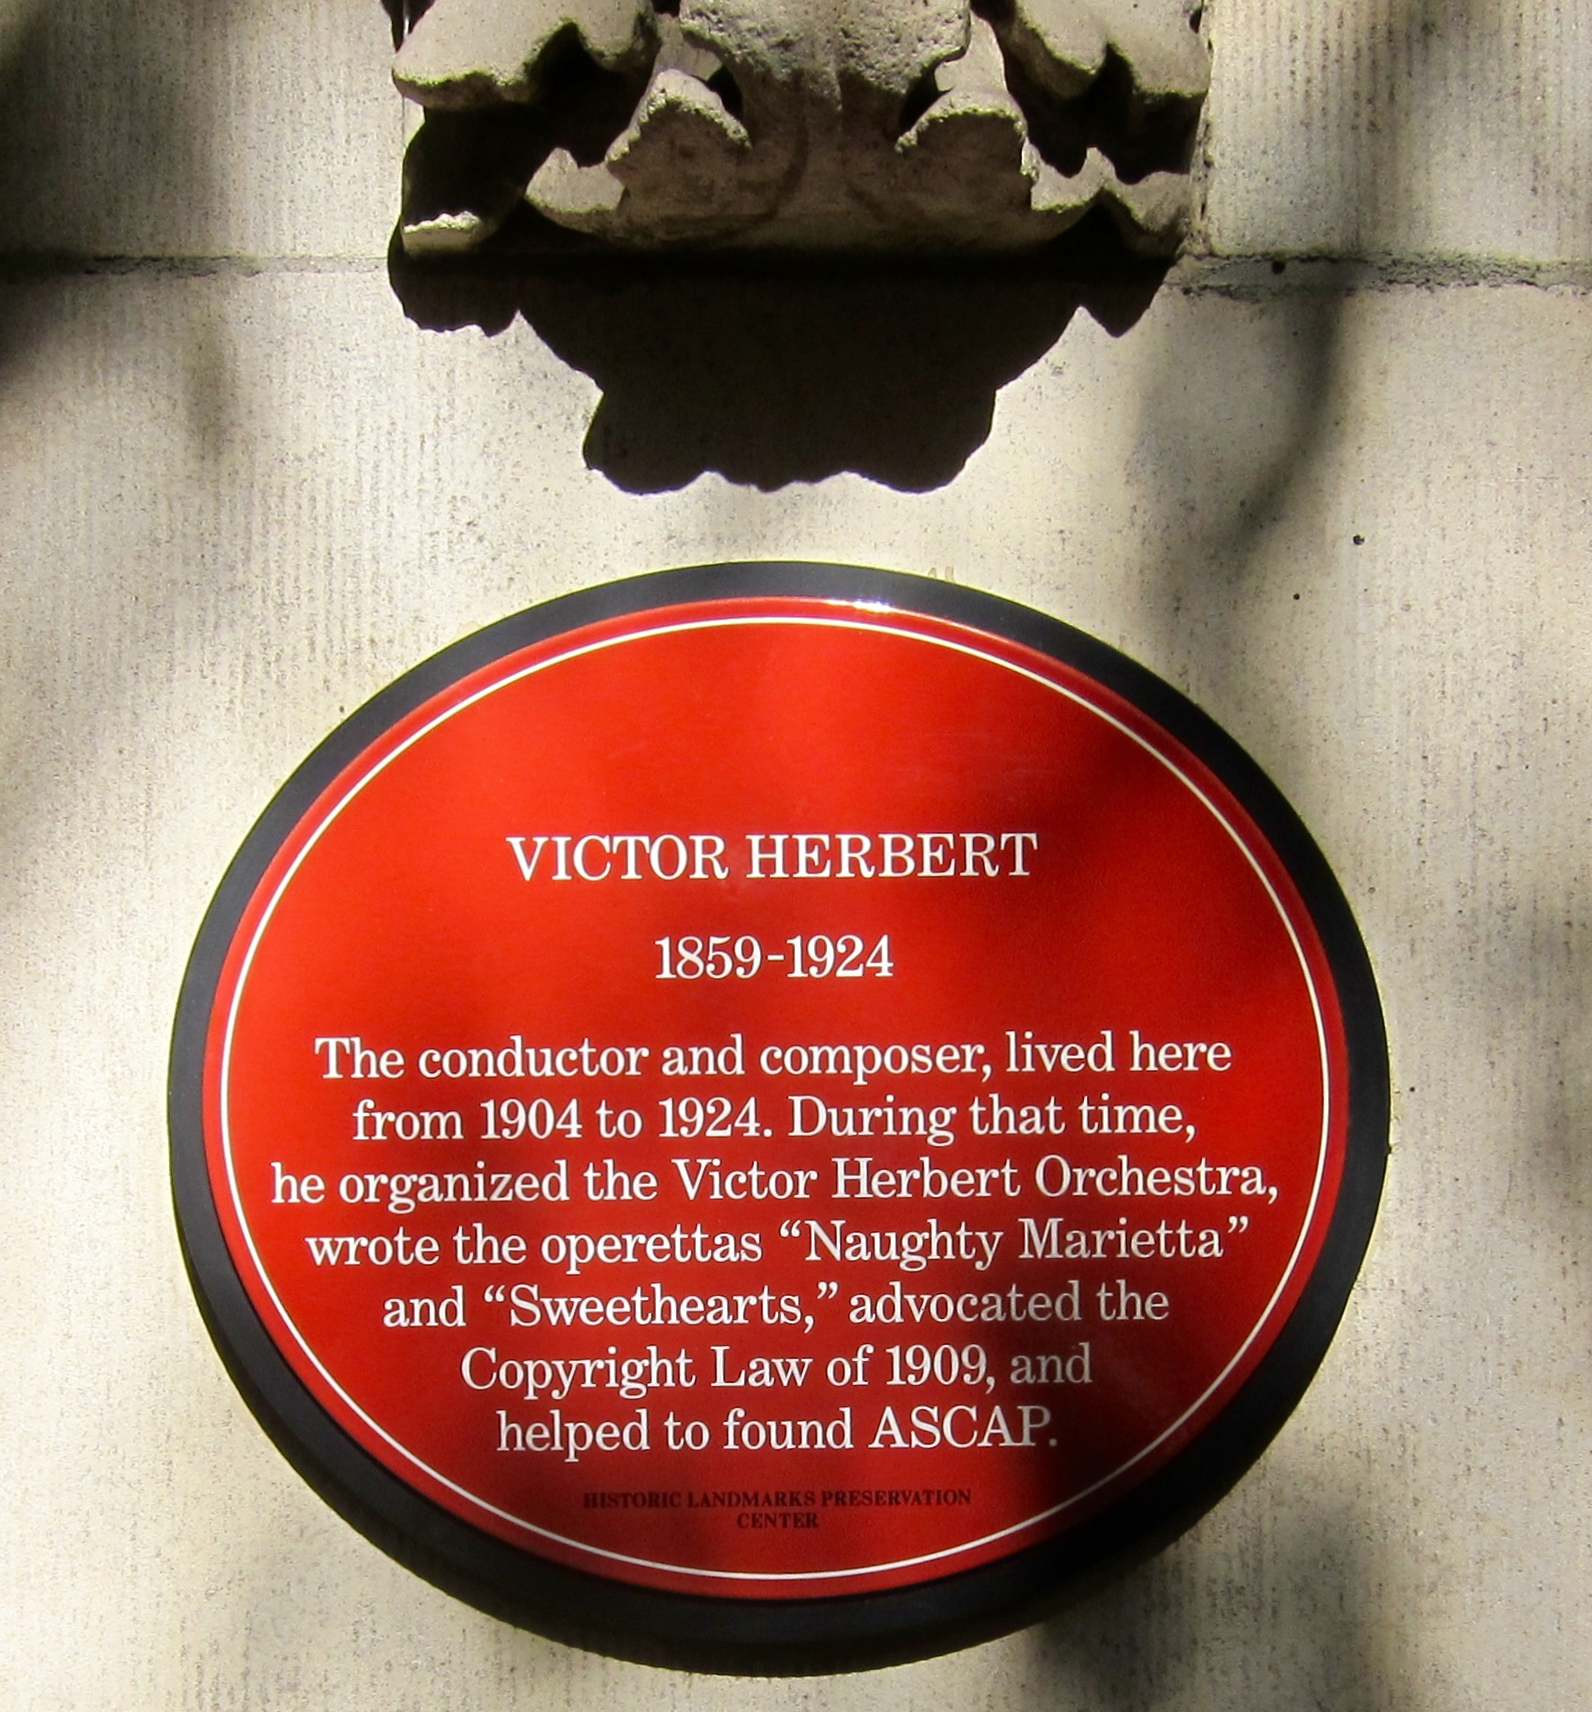 VICTOR HERBERT
1859-1924
The conductor and composer, lived here
from 1904 to 1924. During that time,
he organized the Victor Herbert Orchestra,
wrote the operettas “Naughty Marietta”
and “Sweethearts,” advocated the
Copyright Law of 1909, and
helped to found ASCAP.
HISTORIC LANDMARKS PRESERVATION
CENTER